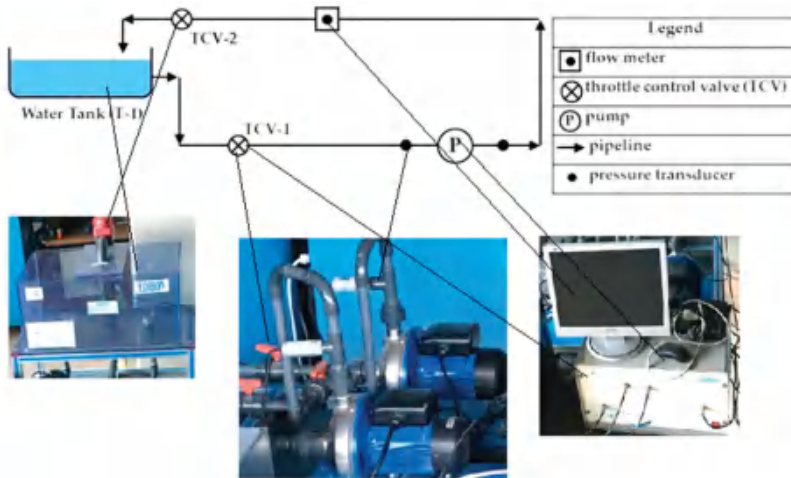 TCV-2
Water Tank (T-1)
TCV-1
P
Legend
flow meter
throttle control valve (TCV)
P pump
pipeline
pressure transducer